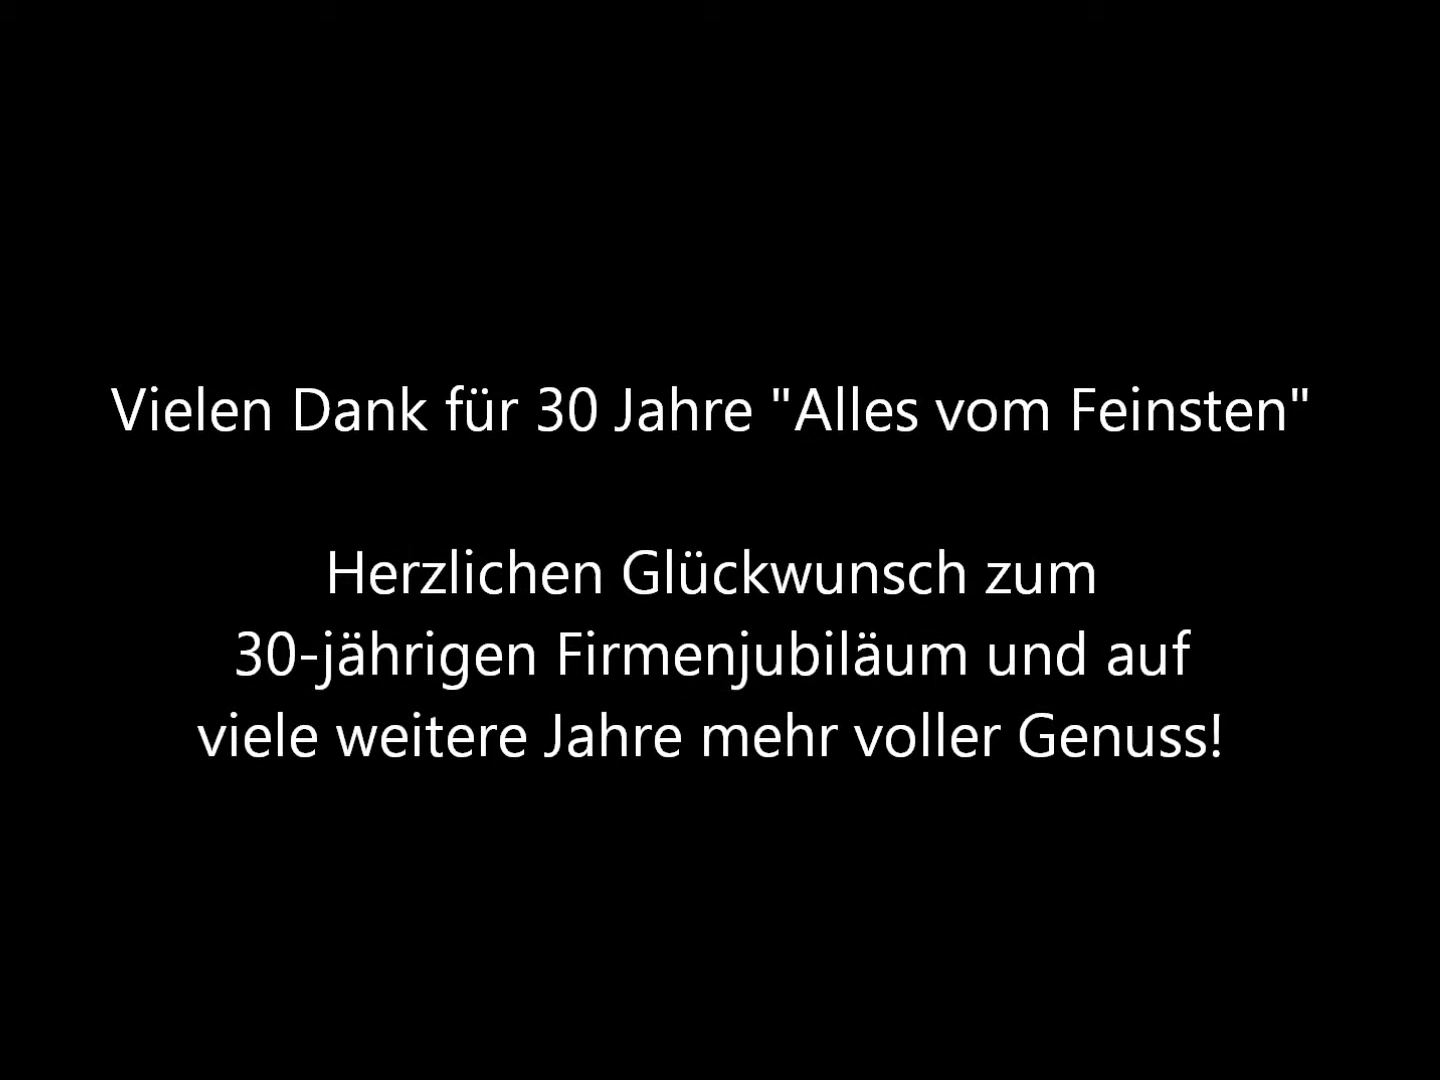 Vielen Dank für 30 Jahre "Alles vom Feinsten"
Herzlichen Glückwunsch zum
30-jährigen Firmenjubiläum und auf
viele weitere Jahre mehr voller Genuss!